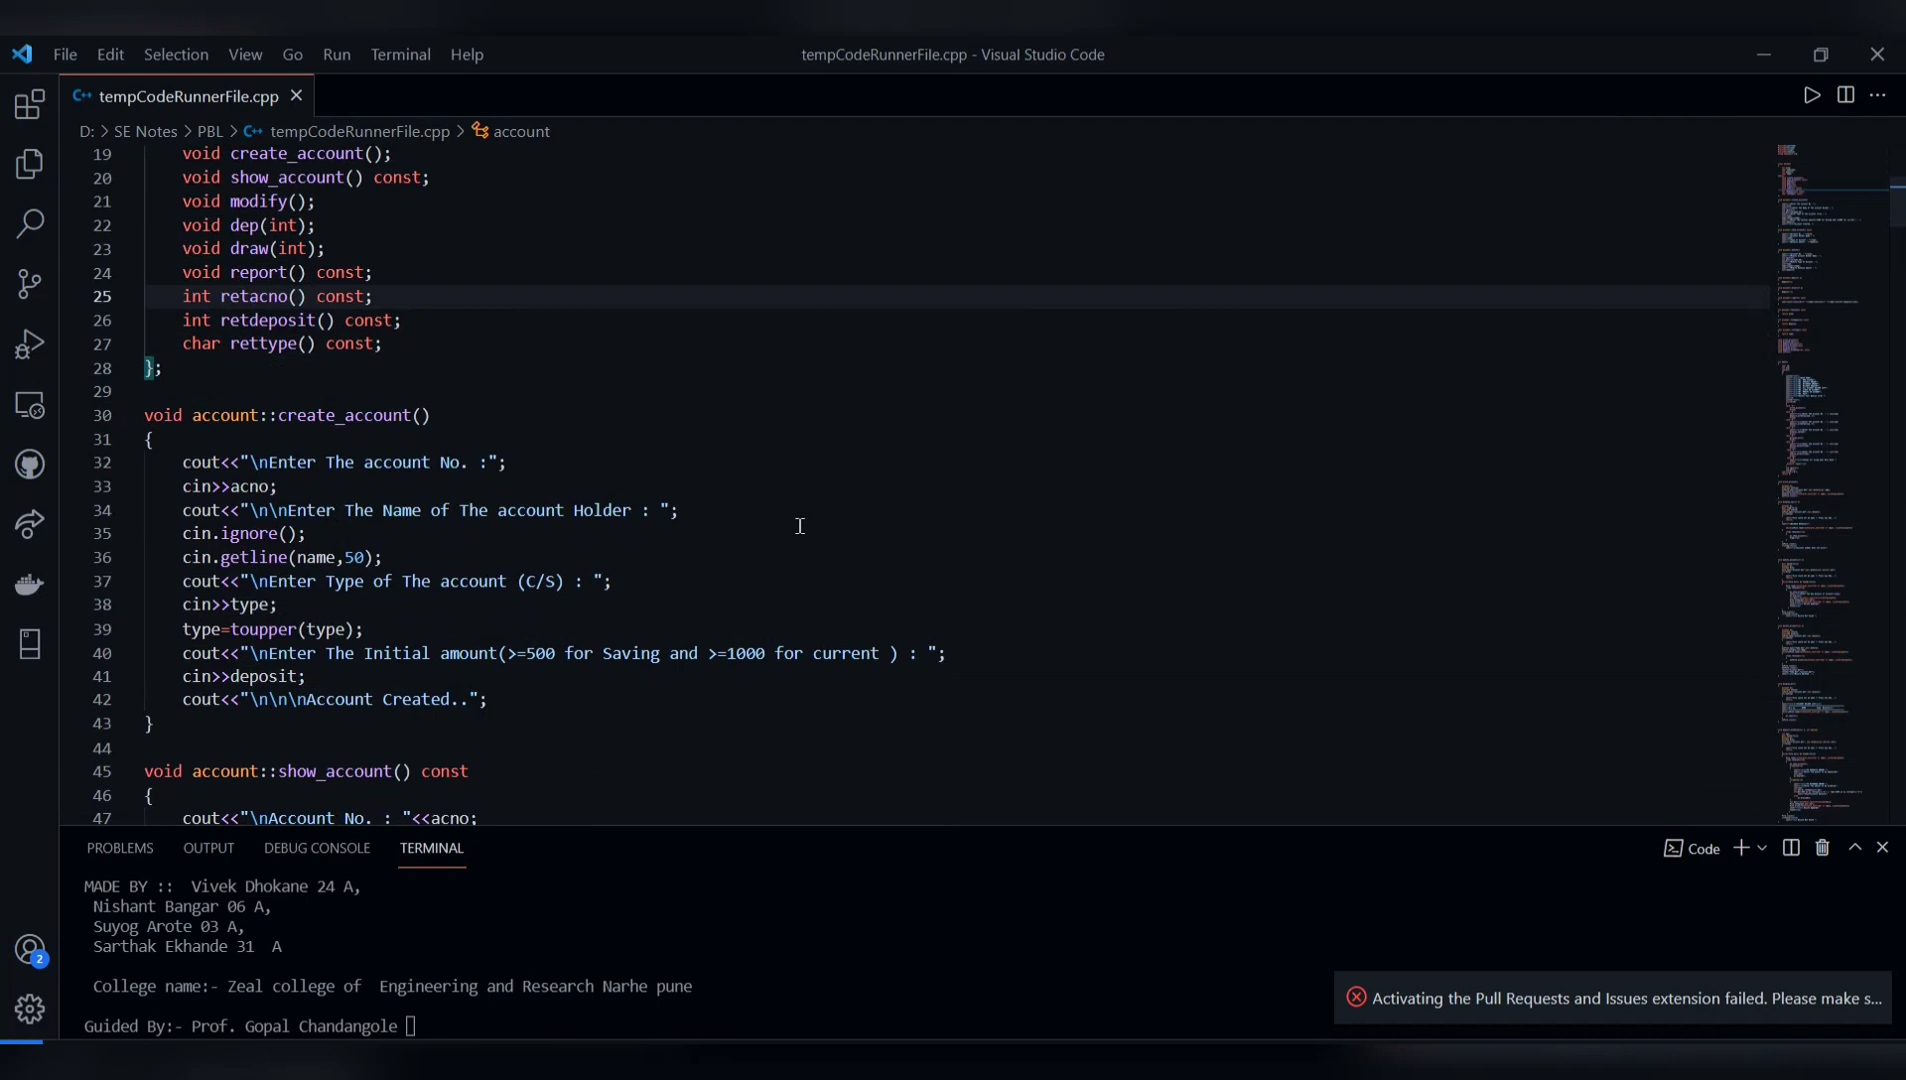 File Edit Selection View Go Run Terminal Help
tempCodeRunnerFile.cpp - Visual Studio Code
tempCodeRunnerFile.cpp
D: > SE Notes > PBL > tempCodeRunnerFile.cpp > account
19 void create_account();
20 void show_account() const;
21 void modify();
22 void dep(int);
23 void draw(int);
24 void report() const;
25 int retacno() const;
26 int retdeposit() const;
27 char rettype() const;
28 };
29
30 void account::create_account()
31 {
32 cout<<"\nEnter The account No. :";
33 cin>>acno;
34 cout<<"\n\nEnter The Name of The account Holder : ";
35 cin.ignore();
36 cin.getline(name,50);
37 cout<<"\nEnter Type of The account (C/S) : ";
38 cin>>type;
39 type=toupper(type);
40 cout<<"\nEnter The Initial amount(>=500 for Saving and >=1000 for current ) : ";
41 cin>>deposit;
42 cout<<"\n\n\nAccount Created..";
43 }
44
45 void account::show_account() const
46 {
47 cout<<"\nAccount No. : "<<acno;
PROBLEMS OUTPUT DEBUG CONSOLE TERMINAL
Code
MADE BY :: Vivek Dhokane 24 A,
Nishant Bangar 06 A,
Suyog Arote 03 A,
Sarthak Ekhande 31 A
College name:- Zeal college of Engineering and Research Narhe pune
Guided By:- Prof. Gopal Chandangole
2
Activating the Pull Requests and Issues extension failed. Please make s...